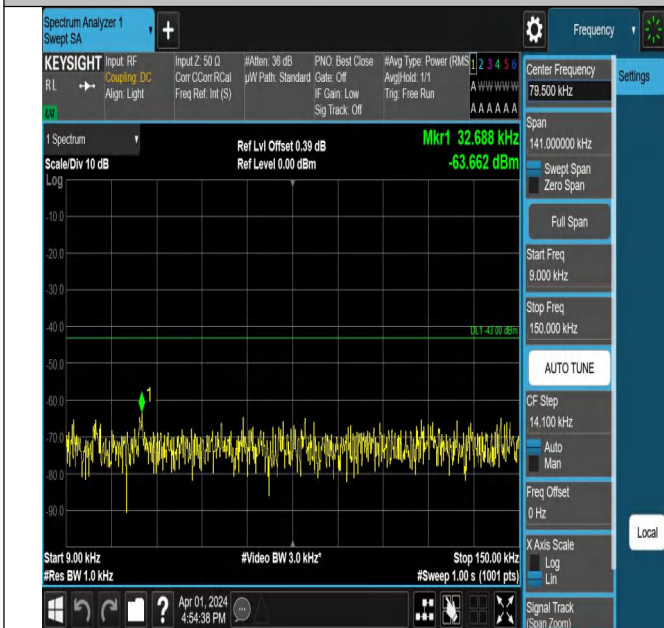 Spectrum Analyzer 1
Swept SA
+
Frequency
KEYSIGHT
RL
Input: RF
Coupling: DC
Align: Light
Input Z: 50 Ω
Corr CCorr RCal
Freq Ref: Int (S)
#Atten: 36 dB
µW Path: Standard
PNO: Best Close
Gate: Off
IF Gain: Low
Sig Track: Off
#Avg Type: Power (RMS
Avg|Hold: 1/1
Trig: Free Run
1 2 3 4 5 6
A W W W W W
A A A A A A
LXI
1 Spectrum
Scale/Div 10 dB
Ref Lvl Offset 0.39 dB
Ref Level 0.00 dBm
Mkr1 32.688 kHz
-63.662 dBm
Log
-10.0
-20.0
-30.0
-40.0
-50.0
-60.0
-70.0
-80.0
-90.0
DL1 -43.00 dBm
1
Start 9.00 kHz
#Res BW 1.0 kHz
#Video BW 3.0 kHz*
Stop 150.00 kHz
#Sweep 1.00 s (1001 pts)
Center Frequency
79.500 kHz
Span
141.000000 kHz
Swept Span
Zero Span
Full Span
Start Freq
9.000 kHz
Stop Freq
150.000 kHz
AUTO TUNE
CF Step
14.100 kHz
Auto
Man
Freq Offset
0 Hz
X Axis Scale
Log
Lin
Signal Track
(Span Zoom)
Settings
Local
?
Apr 01, 2024
4:54:38 PM